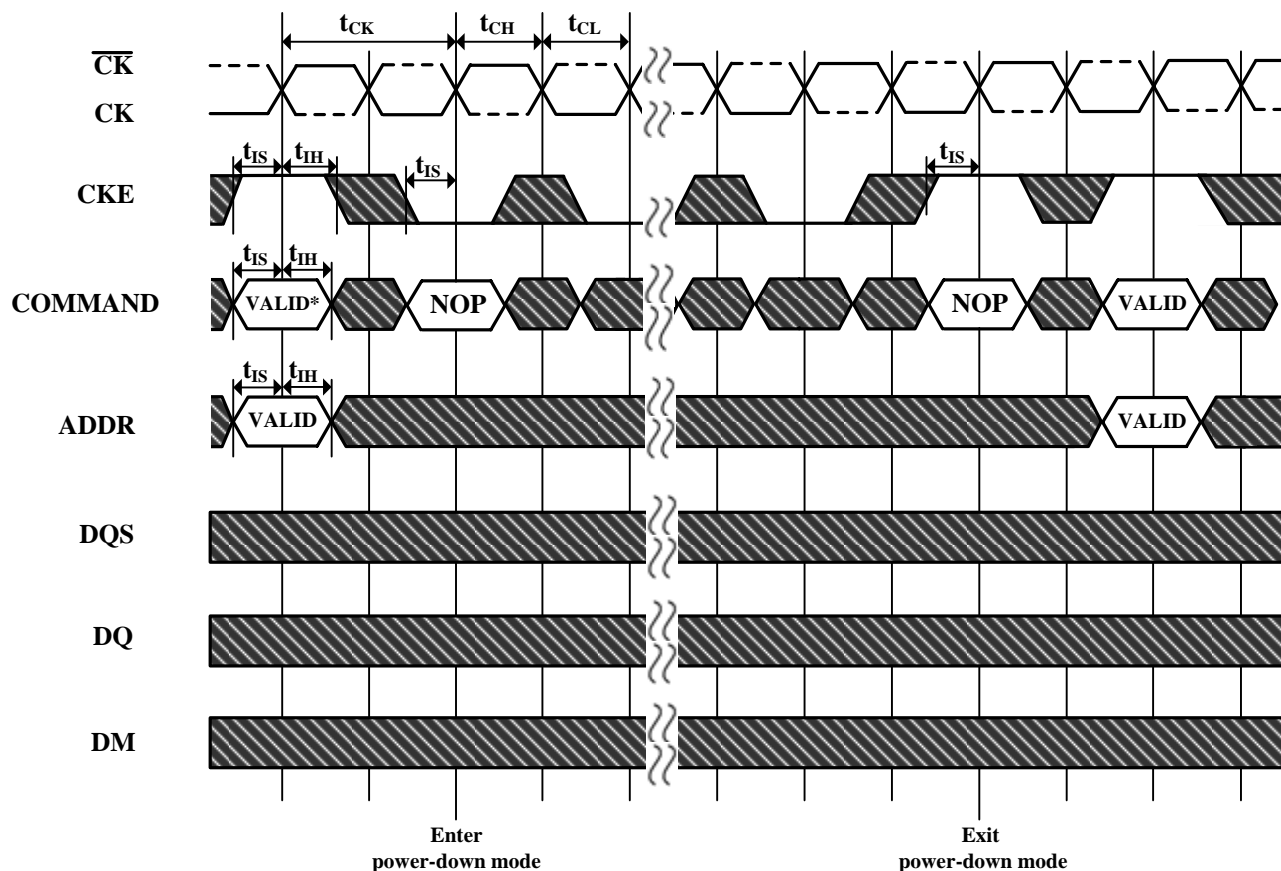 tCK tCH tCL
CK
CK
tIS tIH tIS tIS
CKE
tIS tIH
COMMAND VALID* NOP NOP VALID
tIS tIH
ADDR VALID VALID
DQS
DQ
DM
Enter
power-down mode
Exit
power-down mode